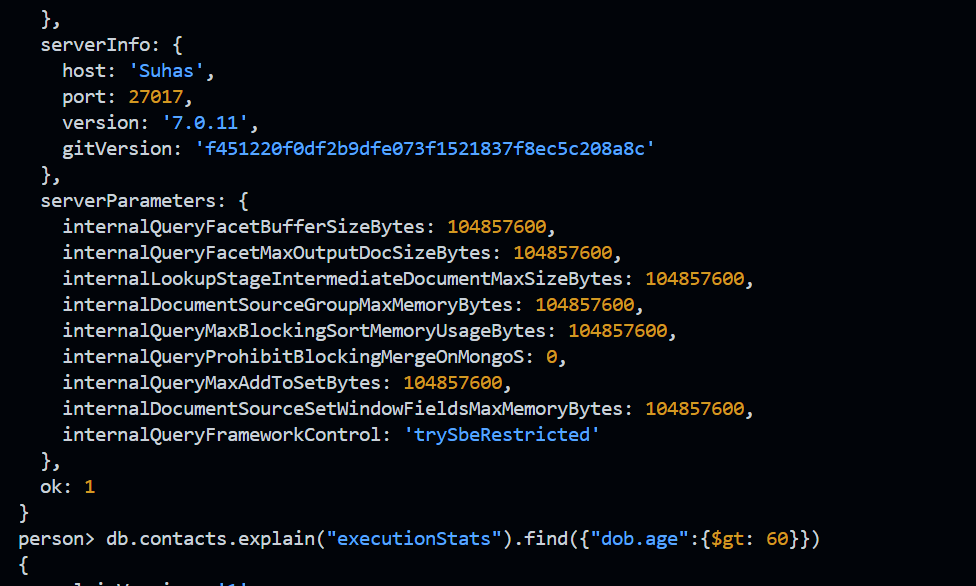 },
serverInfo: {
host: 'Suhas',
port: 27017,
version: '7.0.11',
gitVersion: 'f451220f0df2b9dfe073f1521837f8ec5c208a8c'
},
serverParameters: {
internalQueryFacetBufferSizeBytes: 104857600,
internalQueryFacetMaxOutputDocSizeBytes: 104857600,
internalLookupStageIntermediateDocumentMaxSizeBytes: 104857600,
internalDocumentSourceGroupMaxMemoryBytes: 104857600,
internalQueryMaxBlockingSortMemoryUsageBytes: 104857600,
internalQueryProhibitBlockingMergeOnMongoS: 0,
internalQueryMaxAddToSetBytes: 104857600,
internalDocumentSourceSetWindowFieldsMaxMemoryBytes: 104857600,
internalQueryFrameworkControl: 'trySbeRestricted'
},
ok: 1
}
person> db.contacts.explain("executionStats").find({"dob.age":{$gt: 60}})
{